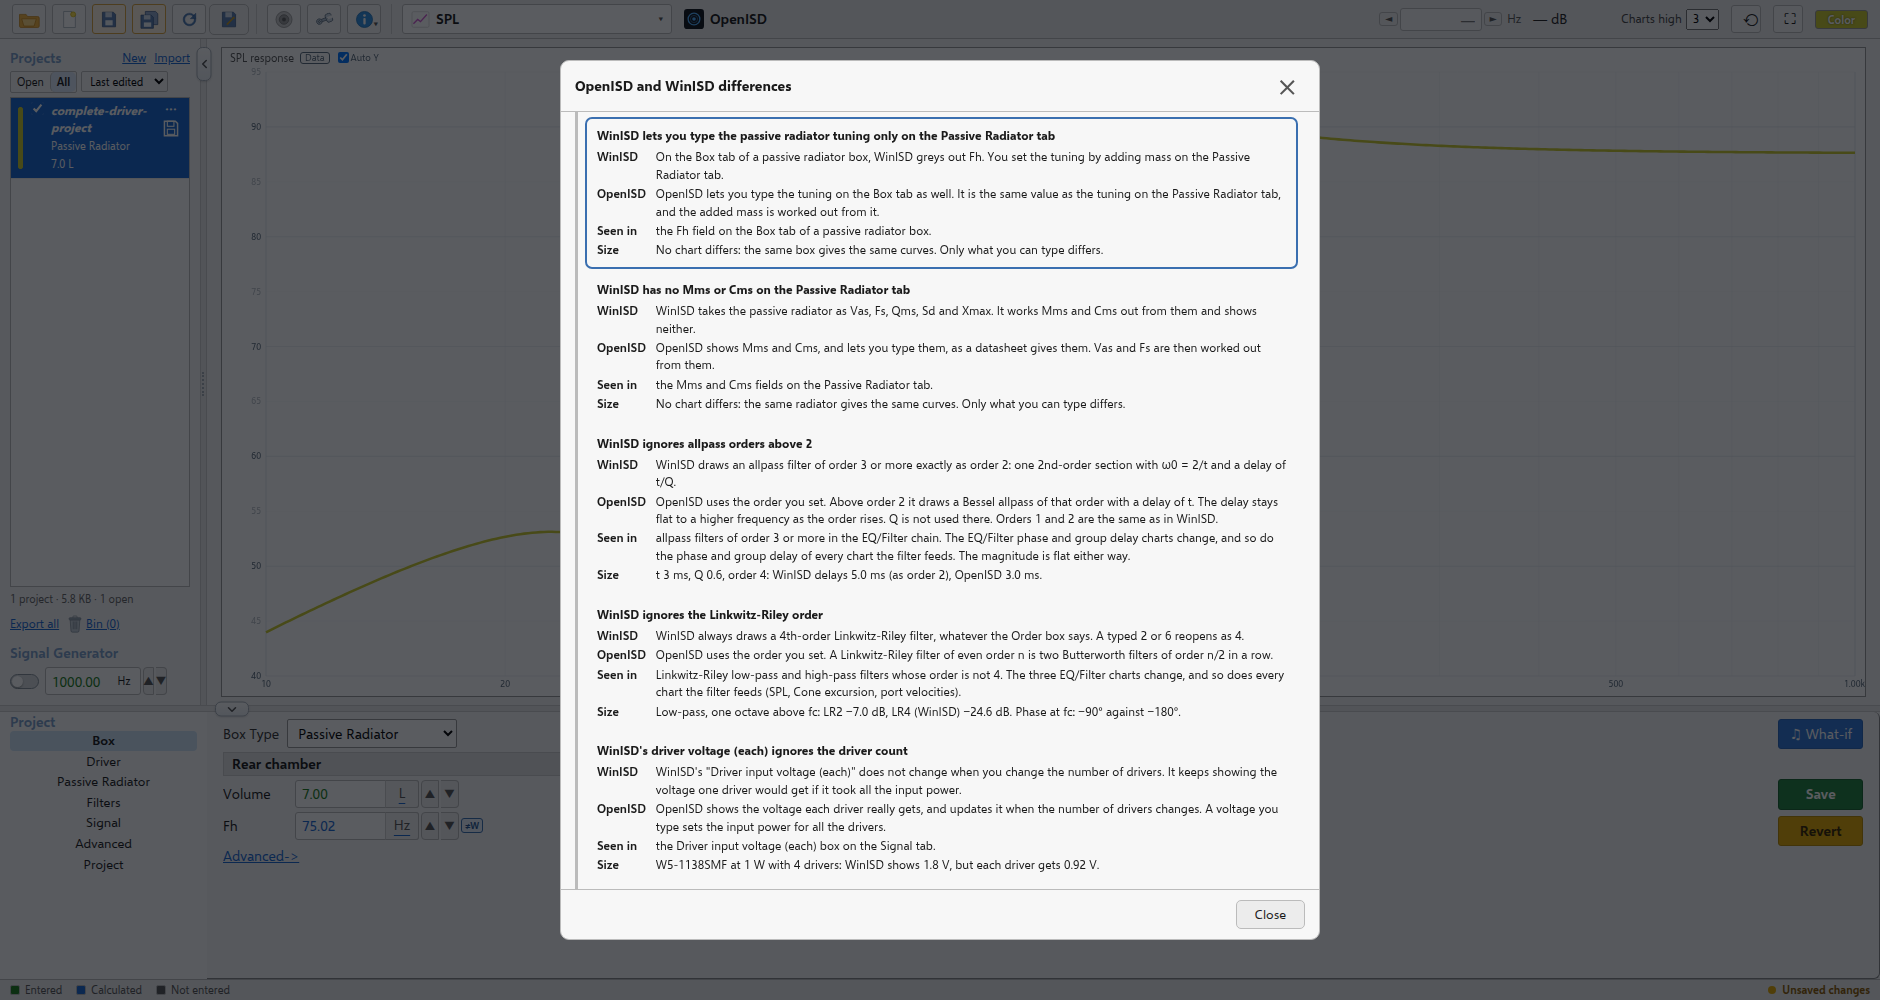 SPL
OpenISD
— Hz — dB
Charts high 3
Color
Projects New Import
Open All Last edited
complete-driver-project
Passive Radiator
7.0 L
1 project · 5.8 KB · 1 open
Export all Bin (0)
Signal Generator
1000.00 Hz
SPL response Data Auto Y
95
90
85
80
75
70
65
60
55
50
45
40
10 20 500 1.00k
OpenISD and WinISD differences
WinISD lets you type the passive radiator tuning only on the Passive Radiator tab
WinISD On the Box tab of a passive radiator box, WinISD greys out Fh. You set the tuning by adding mass on the Passive
Radiator tab.
OpenISD OpenISD lets you type the tuning on the Box tab as well. It is the same value as the tuning on the Passive Radiator tab,
and the added mass is worked out from it.
Seen in the Fh field on the Box tab of a passive radiator box.
Size No chart differs: the same box gives the same curves. Only what you can type differs.
WinISD has no Mms or Cms on the Passive Radiator tab
WinISD WinISD takes the passive radiator as Vas, Fs, Qms, Sd and Xmax. It works Mms and Cms out from them and shows
neither.
OpenISD OpenISD shows Mms and Cms, and lets you type them, as a datasheet gives them. Vas and Fs are then worked out
from them.
Seen in the Mms and Cms fields on the Passive Radiator tab.
Size No chart differs: the same radiator gives the same curves. Only what you can type differs.
WinISD ignores allpass orders above 2
WinISD WinISD draws an allpass filter of order 3 or more exactly as order 2: one 2nd-order section with ω0 = 2/t and a delay of
t/Q.
OpenISD OpenISD uses the order you set. Above order 2 it draws a Bessel allpass of that order with a delay of t. The delay stays
flat to a higher frequency as the order rises. Q is not used there. Orders 1 and 2 are the same as in WinISD.
Seen in allpass filters of order 3 or more in the EQ/Filter chain. The EQ/Filter phase and group delay charts change, and so do
the phase and group delay of every chart the filter feeds. The magnitude is flat either way.
Size t 3 ms, Q 0.6, order 4: WinISD delays 5.0 ms (as order 2), OpenISD 3.0 ms.
WinISD ignores the Linkwitz-Riley order
WinISD WinISD always draws a 4th-order Linkwitz-Riley filter, whatever the Order box says. A typed 2 or 6 reopens as 4.
OpenISD OpenISD uses the order you set. A Linkwitz-Riley filter of even order n is two Butterworth filters of order n/2 in a row.
Seen in Linkwitz-Riley low-pass and high-pass filters whose order is not 4. The three EQ/Filter charts change, and so does every
chart the filter feeds (SPL, Cone excursion, port velocities).
Size Low-pass, one octave above fc: LR2 −7.0 dB, LR4 (WinISD) −24.6 dB. Phase at fc: −90° against −180°.
WinISD's driver voltage (each) ignores the driver count
WinISD WinISD's "Driver input voltage (each)" does not change when you change the number of drivers. It keeps showing the
voltage one driver would get if it took all the input power.
OpenISD OpenISD shows the voltage each driver really gets, and updates it when the number of drivers changes. A voltage you
type sets the input power for all the drivers.
Seen in the Driver input voltage (each) box on the Signal tab.
Size W5-1138SMF at 1 W with 4 drivers: WinISD shows 1.8 V, but each driver gets 0.92 V.
Close
Project
Box
Driver
Passive Radiator
Filters
Signal
Advanced
Project
Box Type Passive Radiator
Rear chamber
Volume 7.00 L
Fh 75.02 Hz ≠W
Advanced->
♫ What-if
Save
Revert
Entered Calculated Not entered
Unsaved changes